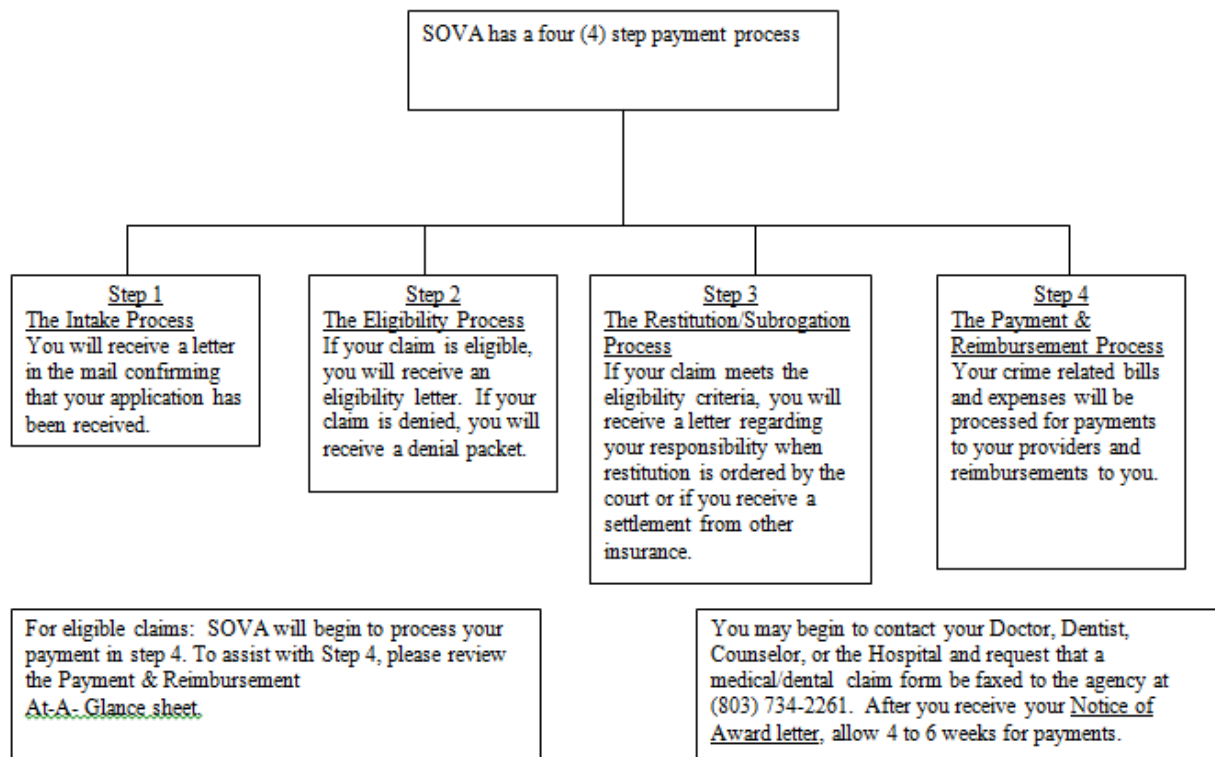 SOVA has a four (4) step payment process
Step 1
The Intake Process
You will receive a letter
in the mail confirming
that your application has
been received.
Step 2
The Eligibility Process
If your claim is eligible,
you will receive an
eligibility letter. If your
claim is denied, you will
receive a denial packet.
Step 3
The Restitution/Subrogation
Process
If your claim meets the
eligibility criteria, you will
receive a letter regarding
your responsibility when
restitution is ordered by the
court or if you receive a
settlement from other
insurance.
Step 4
The Payment &
Reimbursement Process
Your crime related bills
and expenses will be
processed for payments
to your providers and
reimbursements to you.
For eligible claims: SOVA will begin to process your
payment in step 4. To assist with Step 4, please review
the Payment & Reimbursement
At-A- Glance sheet.
You may begin to contact your Doctor, Dentist,
Counselor, or the Hospital and request that a
medical/dental claim form be faxed to the agency at
(803) 734-2261. After you receive your Notice of
Award letter, allow 4 to 6 weeks for payments.